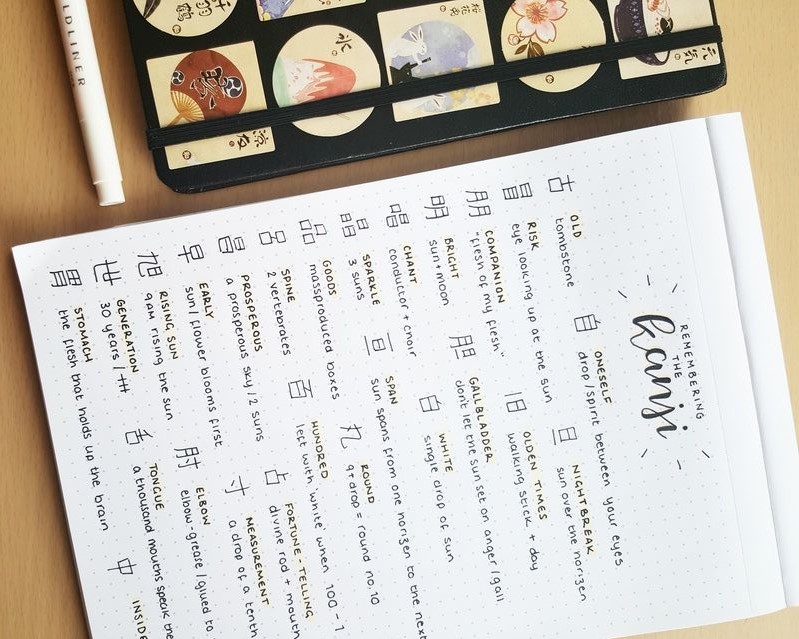 REMEMBERING
THE
kanji
古 OLD
tombstone
自 ONESELF
drop/spirit between your eyes
冒 RISK
eye looking up at the sun
旦 NIGHTBREAK
sun over the horizen
朋 COMPANION
"flesh of my flesh"
旧 OLDEN TIMES
walking stick + day
明 BRIGHT
sun+moon
胆 GALLBLADDER
don't let the sun set on anger/gall
唱 CHANT
conductor + choir
白 WHITE
single drop of sun
晶 SPARKLE
3 suns
亘 SPAN
sun spans from one horizen to the next
品 GOODS
massproduced boxes
丸 ROUND
9+drop = round no. 10
呂 SPINE
2 vertebrates
百 HUNDRED
left with 'white' when 100 - 1
昌 PROSPEROUS
a prosperous sky / 2 suns
占 FORTUNE-TELLING
divine rod + mouth
早 EARLY
sun/ flower blooms first
寸 MEASUREMENT
a drop of a tenth
旭 RISING SUN
9am rising the sun
肘 ELBOW
elbow-grease / glued to
世 GENERATION
30 years / 卅
舌 TONGUE
a thousand mouths speak the
胃 STOMACH
the flesh that holds up the brain
中 INSIDE
氷
元気
涼夜